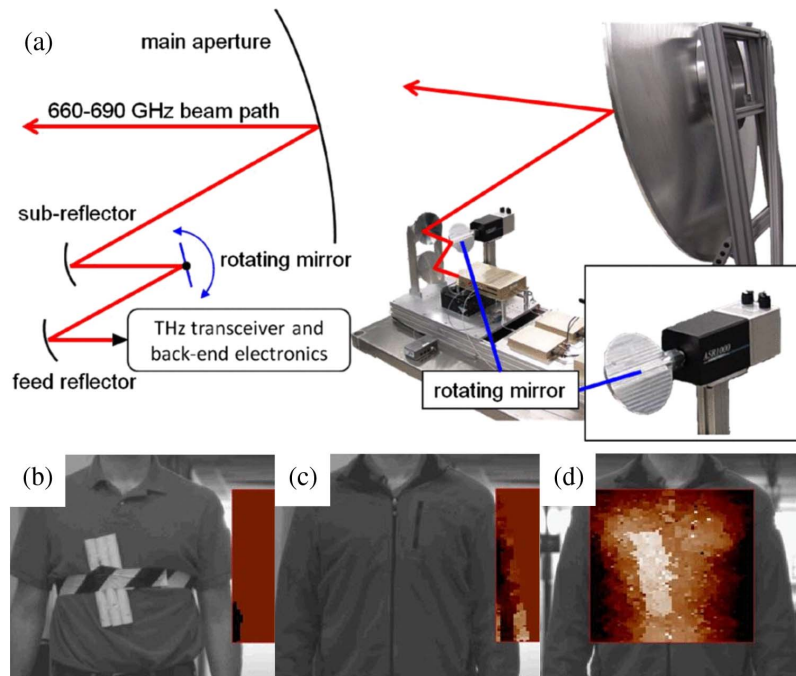 (a)
main aperture
660-690 GHz beam path
sub-reflector
rotating mirror
THz transceiver and
back-end electronics
feed reflector
rotating mirror
ASR1000
(b)
(c)
(d)